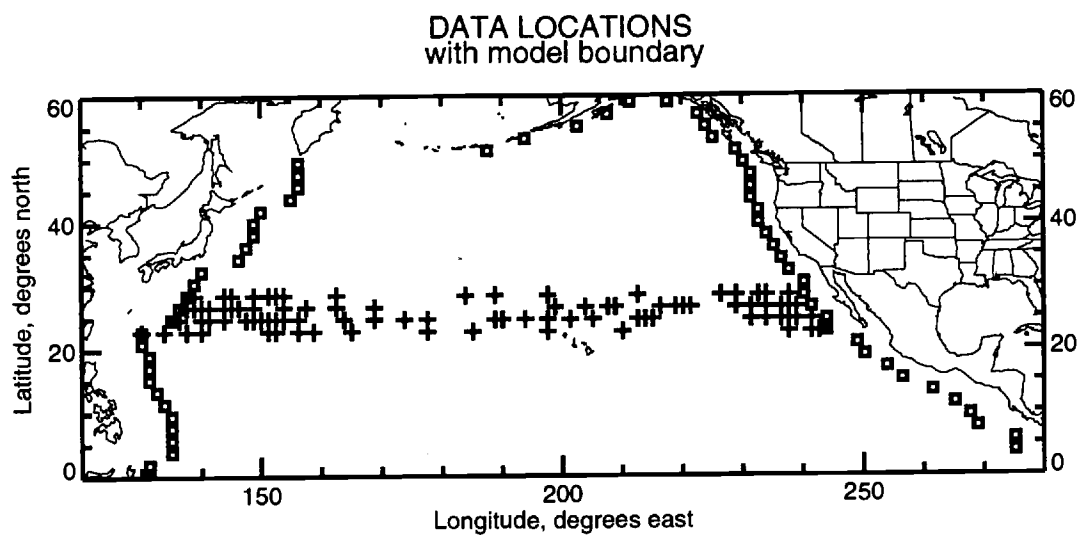 DATA LOCATIONS
with model boundary
60
60
40
40
20
20
0
0
150
200
250
Latitude, degrees north
Longitude, degrees east